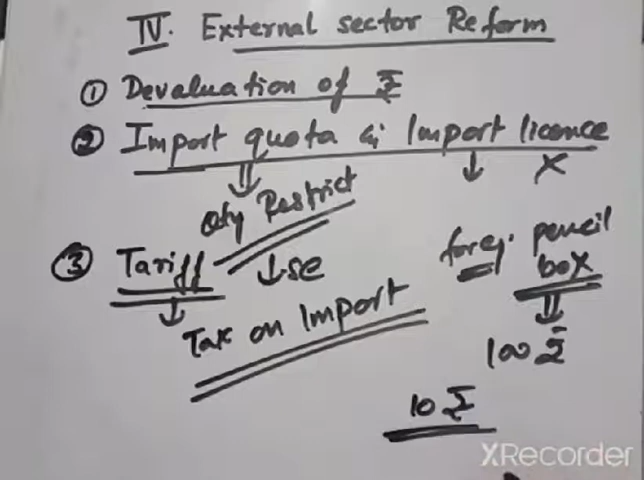 IV. External sector Reform
① Devaluation of ₹
② Import quota & Import licence
Qty Restrict
X
③ Tariff ↓se
Tax on Import
foreg. pencil
box
100 ₹
10 ₹
XRecorder